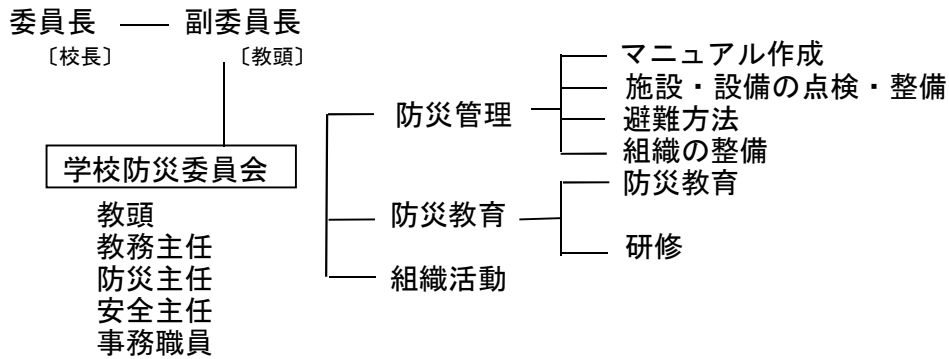 委員長 副委員長
〔校長〕 〔教頭〕
学校防災委員会
教頭
教務主任
防災主任
安全主任
事務職員
防災管理
マニュアル作成
施設・設備の点検・整備
避難方法
組織の整備
防災教育
防災教育
研修
組織活動